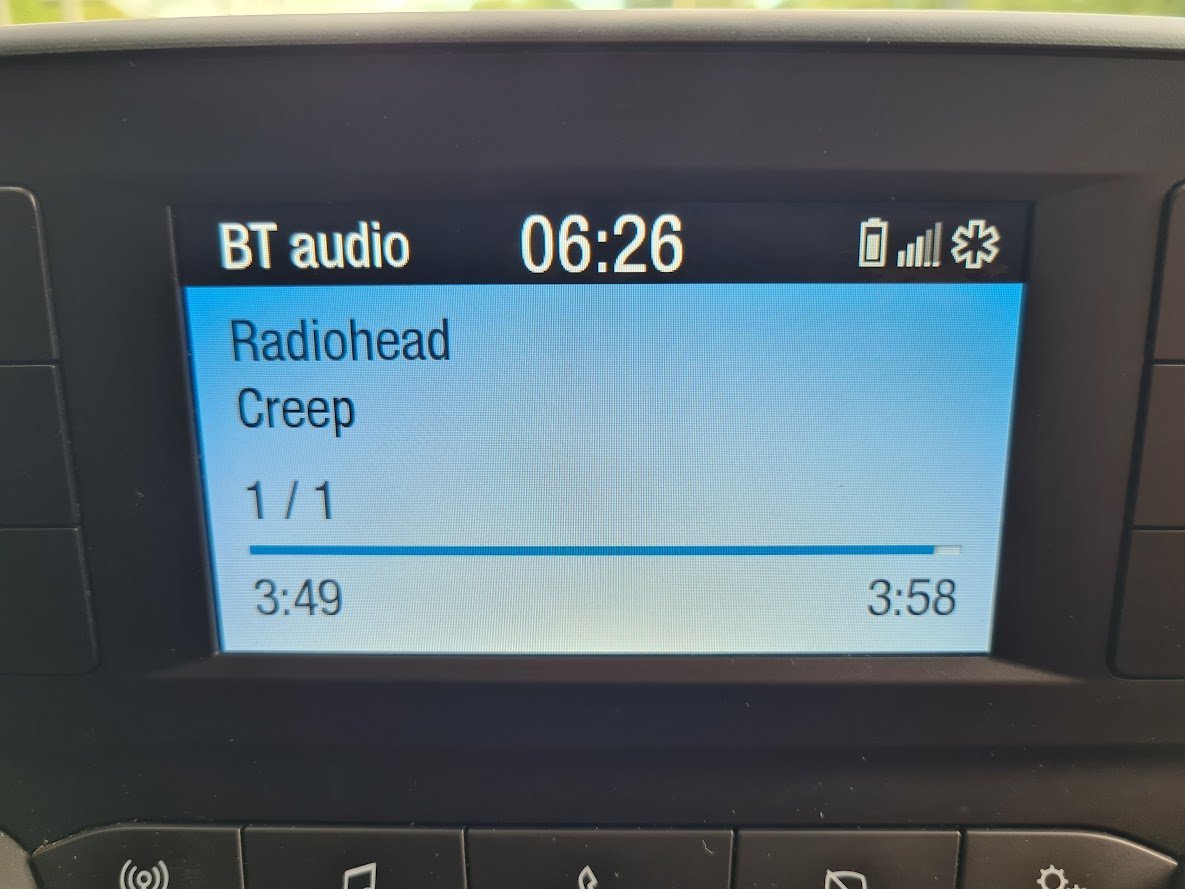 BT audio 06:26
Radiohead
Creep
1 / 1
3:49 3:58